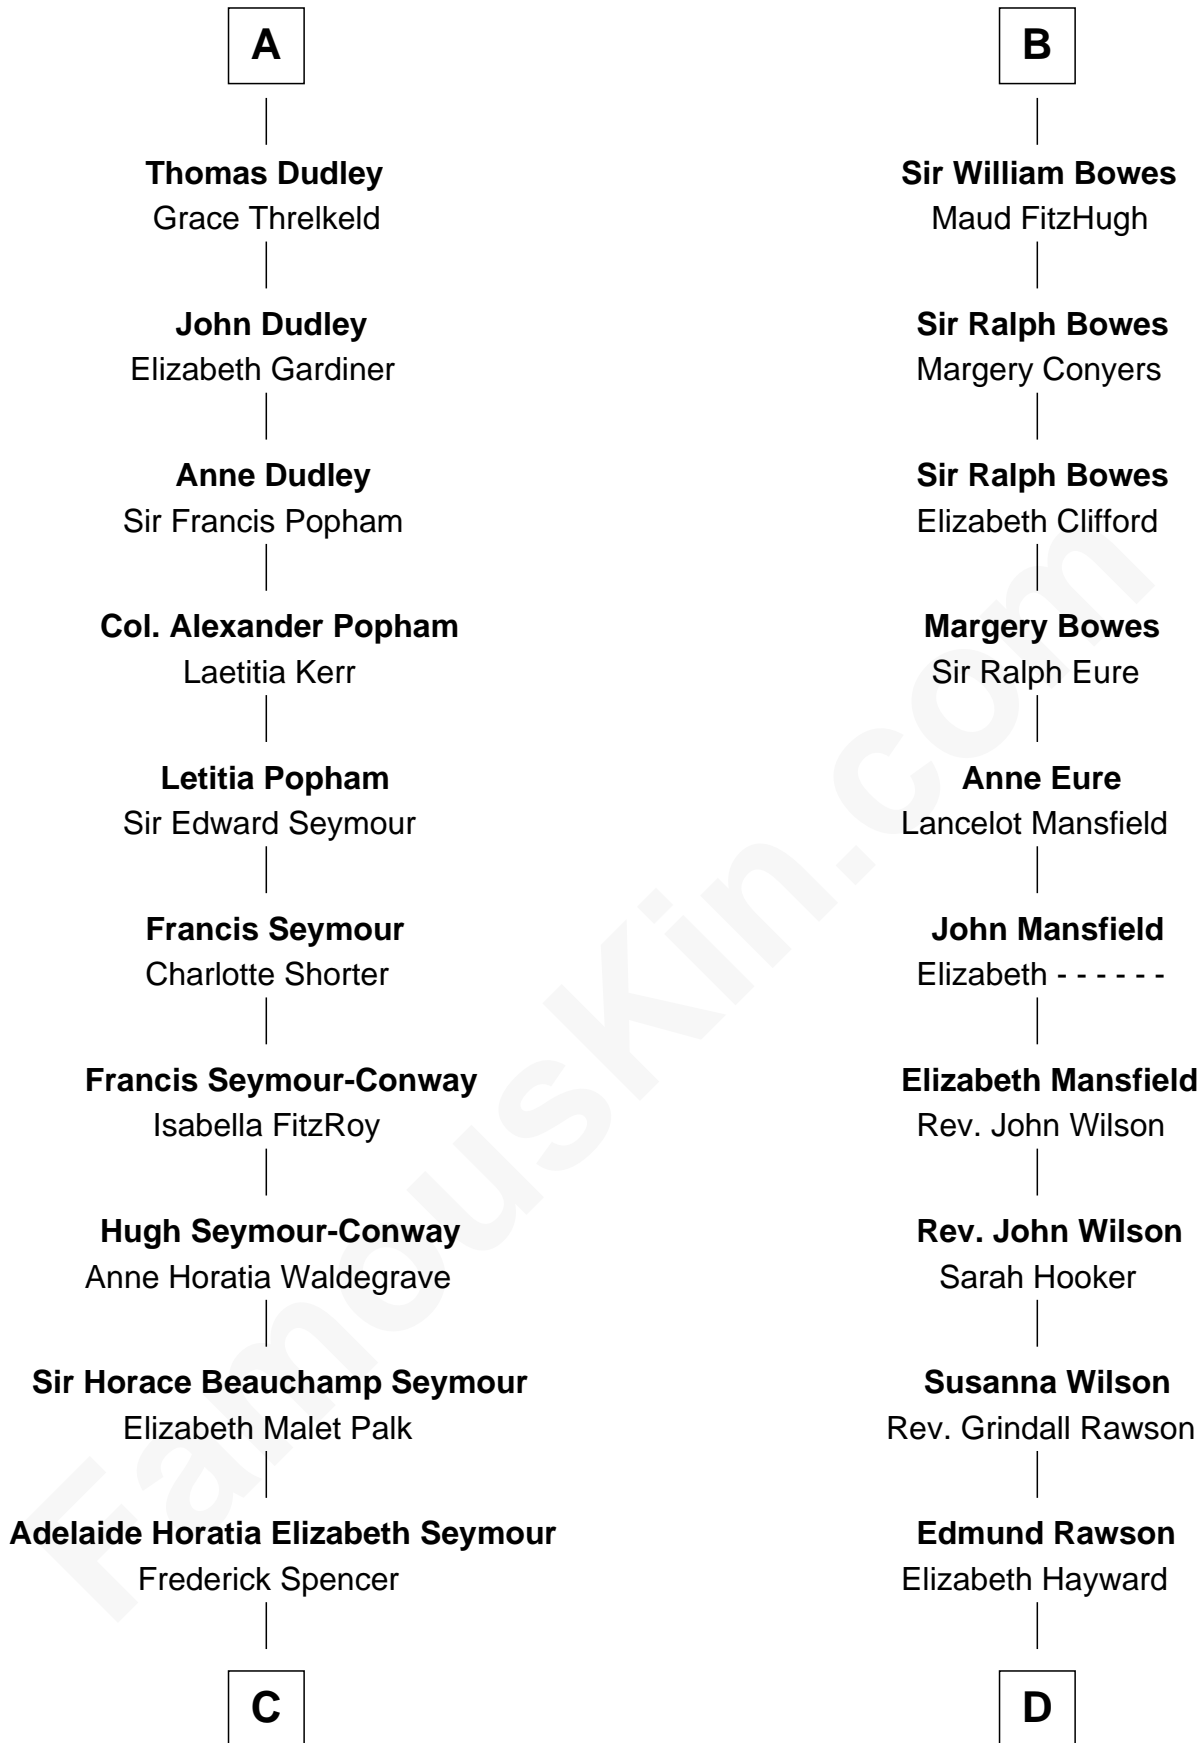 A
Thomas Dudley
Grace Threlkeld
John Dudley
Elizabeth Gardiner
Anne Dudley
Sir Francis Popham
Col. Alexander Popham
Laetitia Kerr
Letitia Popham
Sir Edward Seymour
Francis Seymour
Charlotte Shorter
Francis Seymour-Conway
Isabella FitzRoy
Hugh Seymour-Conway
Anne Horatia Waldegrave
Sir Horace Beauchamp Seymour
Elizabeth Malet Palk
Adelaide Horatia Elizabeth Seymour
Frederick Spencer
C
B
Sir William Bowes
Maud FitzHugh
Sir Ralph Bowes
Margery Conyers
Sir Ralph Bowes
Elizabeth Clifford
Margery Bowes
Sir Ralph Eure
Anne Eure
Lancelot Mansfield
John Mansfield
Elizabeth - - - - - -
Elizabeth Mansfield
Rev. John Wilson
Rev. John Wilson
Sarah Hooker
Susanna Wilson
Rev. Grindall Rawson
Edmund Rawson
Elizabeth Hayward
D
FamousKin.com